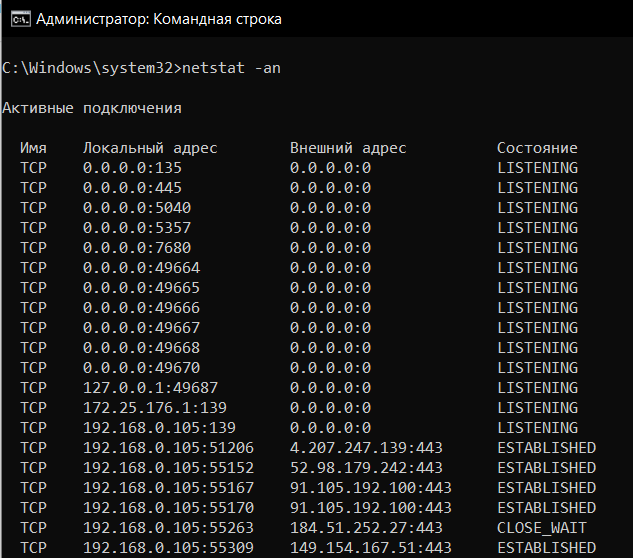 Администратор: Командная строка
C:\Windows\system32>netstat -an
Активные подключения
Имя Локальный адрес Внешний адрес Состояние
TCP 0.0.0.0:135 0.0.0.0:0 LISTENING
TCP 0.0.0.0:445 0.0.0.0:0 LISTENING
TCP 0.0.0.0:5040 0.0.0.0:0 LISTENING
TCP 0.0.0.0:5357 0.0.0.0:0 LISTENING
TCP 0.0.0.0:7680 0.0.0.0:0 LISTENING
TCP 0.0.0.0:49664 0.0.0.0:0 LISTENING
TCP 0.0.0.0:49665 0.0.0.0:0 LISTENING
TCP 0.0.0.0:49666 0.0.0.0:0 LISTENING
TCP 0.0.0.0:49667 0.0.0.0:0 LISTENING
TCP 0.0.0.0:49668 0.0.0.0:0 LISTENING
TCP 0.0.0.0:49670 0.0.0.0:0 LISTENING
TCP 127.0.0.1:49687 0.0.0.0:0 LISTENING
TCP 172.25.176.1:139 0.0.0.0:0 LISTENING
TCP 192.168.0.105:139 0.0.0.0:0 LISTENING
TCP 192.168.0.105:51206 4.207.247.139:443 ESTABLISHED
TCP 192.168.0.105:55152 52.98.179.242:443 ESTABLISHED
TCP 192.168.0.105:55167 91.105.192.100:443 ESTABLISHED
TCP 192.168.0.105:55170 91.105.192.100:443 ESTABLISHED
TCP 192.168.0.105:55263 184.51.252.27:443 CLOSE_WAIT
TCP 192.168.0.105:55309 149.154.167.51:443 ESTABLISHED